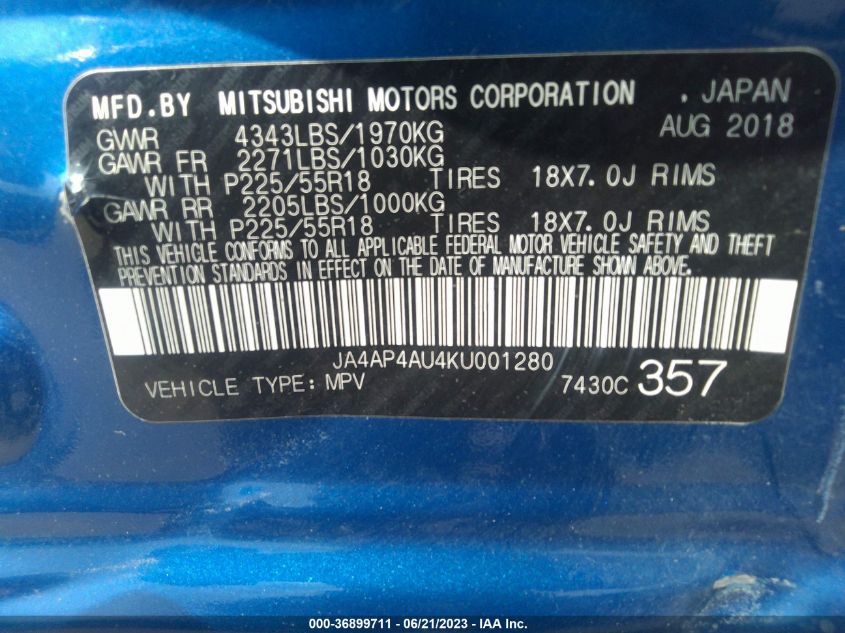 MFD.BY MITSUBISHI MOTORS CORPORATION . JAPAN
GVWR 4343LBS/1970KG AUG 2018
GAWR FR 2271LBS/1030KG
WITH P225/55R18 TIRES 18X7.0J RIMS
GAWR RR 2205LBS/1000KG
WITH P225/55R18 TIRES 18X7.0J RIMS
THIS VEHICLE CONFORMS TO ALL APPLICABLE FEDERAL MOTOR VEHICLE SAFETY AND THEFT
PREVENTION STANDARDS IN EFFECT ON THE DATE OF MANUFACTURE SHOWN ABOVE.
JA4AP4AU4KU001280
VEHICLE TYPE: MPV 7430C 357
000-36899711 - 06/21/2023 - IAA Inc.